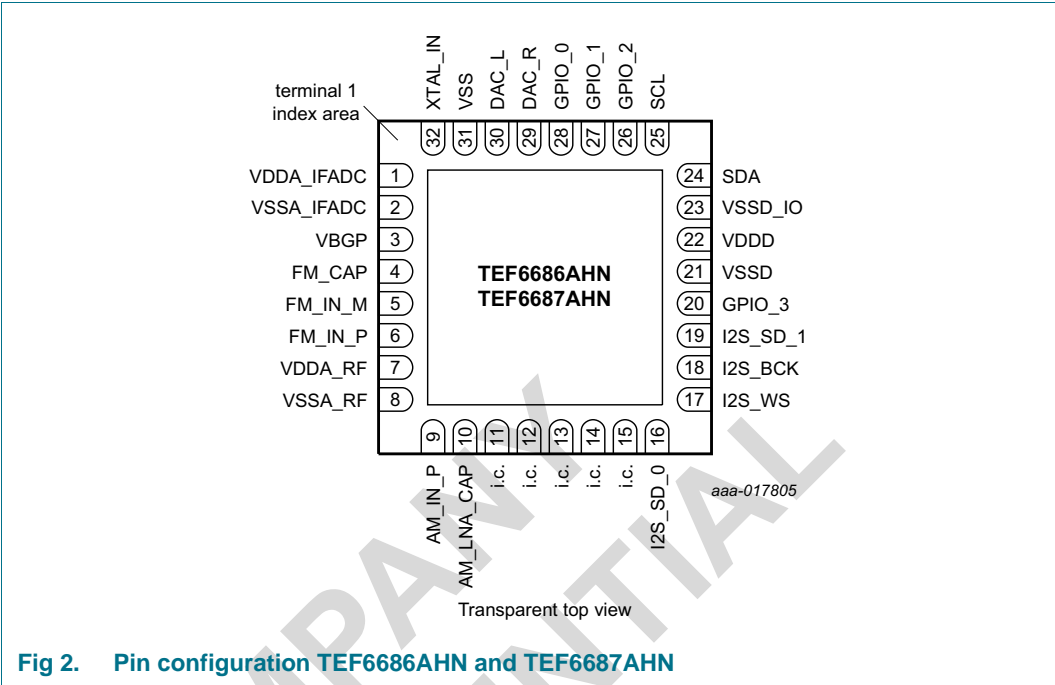 XTAL_IN
VSS
DAC_L
DAC_R
GPIO_0
GPIO_1
GPIO_2
SCL
terminal 1
index area
32
31
30
29
28
27
26
25
VDDA_IFADC 1
VSSA_IFADC 2
VBGP 3
FM_CAP 4
FM_IN_M 5
FM_IN_P 6
VDDA_RF 7
VSSA_RF 8
TEF6686AHN
TEF6687AHN
24 SDA
23 VSSD_IO
22 VDDD
21 VSSD
20 GPIO_3
19 I2S_SD_1
18 I2S_BCK
17 I2S_WS
9
10
11
12
13
14
15
16
AM_IN_P
AM_LNA_CAP
i.c.
i.c.
i.c.
i.c.
i.c.
I2S_SD_0
aaa-017805
Transparent top view
Fig 2. Pin configuration TEF6686AHN and TEF6687AHN